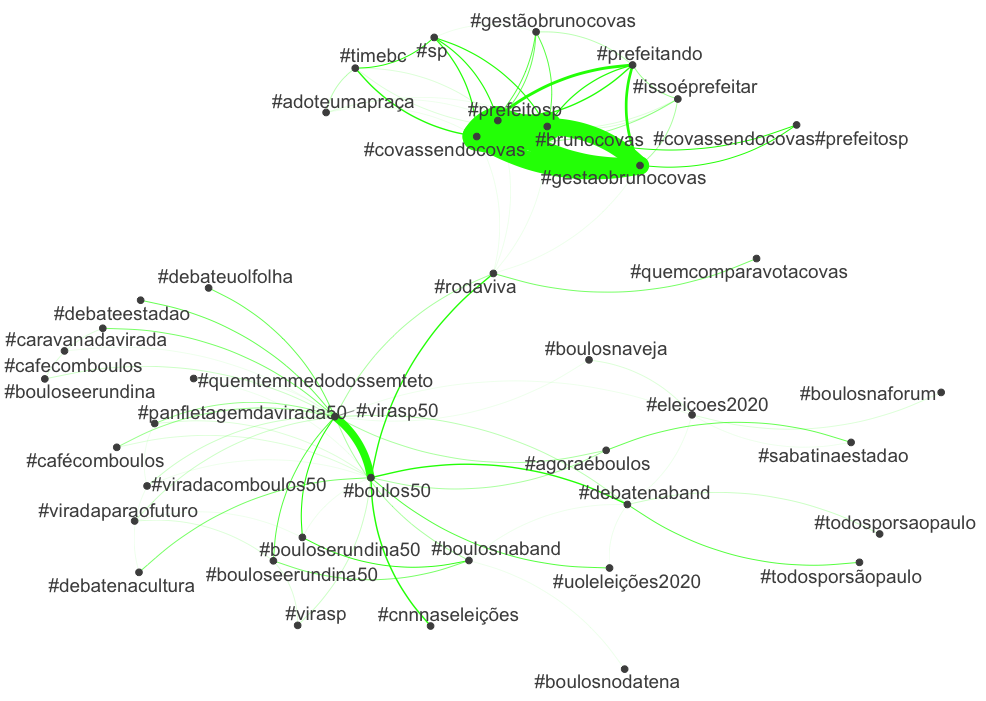 #gestãobrunocovas
#sp
#timebc
#prefeitando
#issoéprefeitar
#adoteumapraça
#prefeitosp
#brunocovas
#covassendocovas#prefeitosp
#covassendocovas
#gestaobrunocovas
#quemcomparavotacovas
#debateuolfolha
#rodaviva
#debateestadao
#caravanadavirada
#boulosnaveja
#cafecomboulos
#quemtemmedodossemteto
#bouloseerundina
#boulosnaforum
#eleicoes2020
#panfletagemdavirada50
#virasp50
#sabatinaestadao
#cafécomboulos
#agoraéboulos
#viradacomboulos50
#boulos50
#debatenaband
#viradaparaofuturo
#todosporsaopaulo
#bouloserundina50
#boulosnaband
#bouloseerundina50
#todosporsãopaulo
#uoleleições2020
#debatenacultura
#virasp
#cnnnaseleições
#boulosnodatena